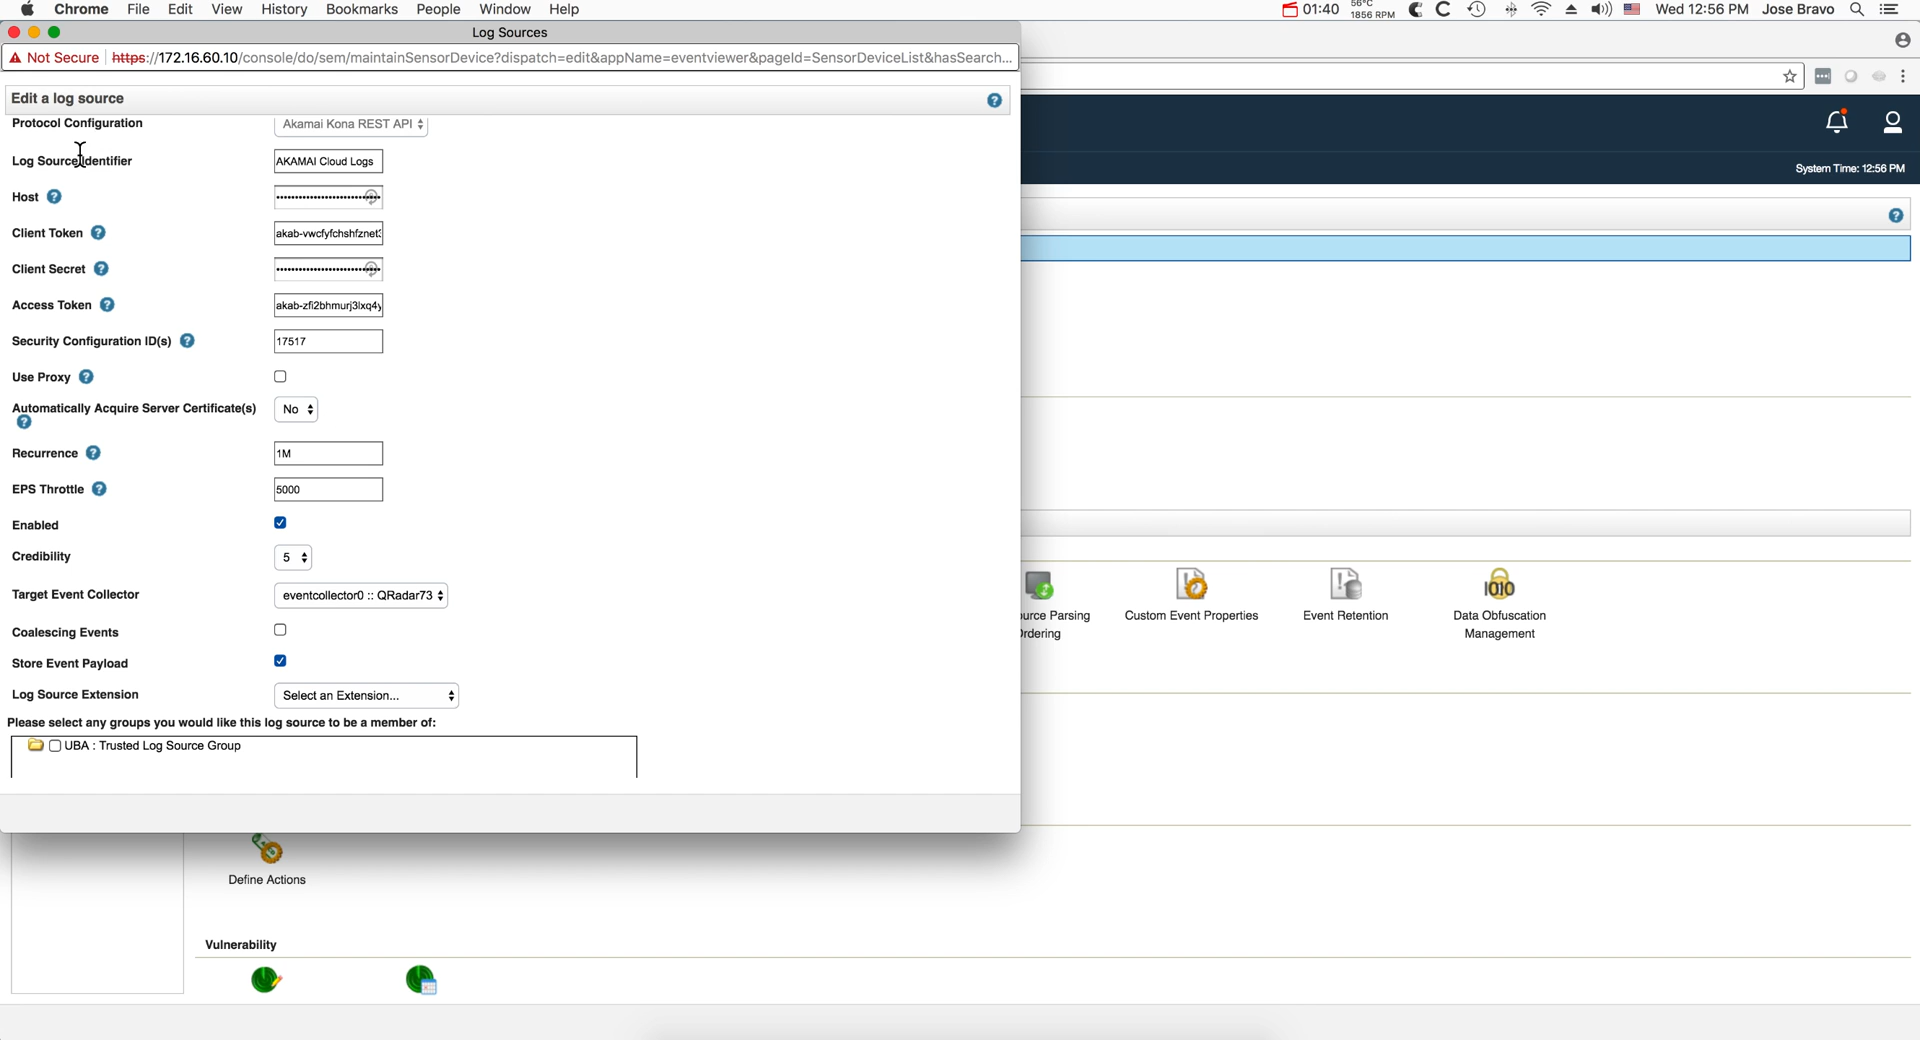 Chrome File Edit View History Bookmarks People Window Help
01:40 56°C 1856 RPM Wed 12:56 PM Jose Bravo
Log Sources
Not Secure https://172.16.60.10/console/do/sem/maintainSensorDevice?dispatch=edit&appName=eventviewer&pageId=SensorDeviceList&hasSearch...
Edit a log source
Protocol Configuration Akamai Kona REST API
Log Source Identifier AKAMAI Cloud Logs
Host
Client Token akab-vwcfyfchshfznet
Client Secret
Access Token akab-zfi2bhmurj3lxq4y
Security Configuration ID(s) 17517
Use Proxy
Automatically Acquire Server Certificate(s) No
Recurrence 1M
EPS Throttle 5000
Enabled
Credibility 5
Target Event Collector eventcollector0 :: QRadar73
Coalescing Events
Store Event Payload
Log Source Extension Select an Extension...
Please select any groups you would like this log source to be a member of:
UBA : Trusted Log Source Group
System Time: 12:56 PM
urce Parsing
rdering
Custom Event Properties
Event Retention
Data Obfuscation
Management
Define Actions
Vulnerability